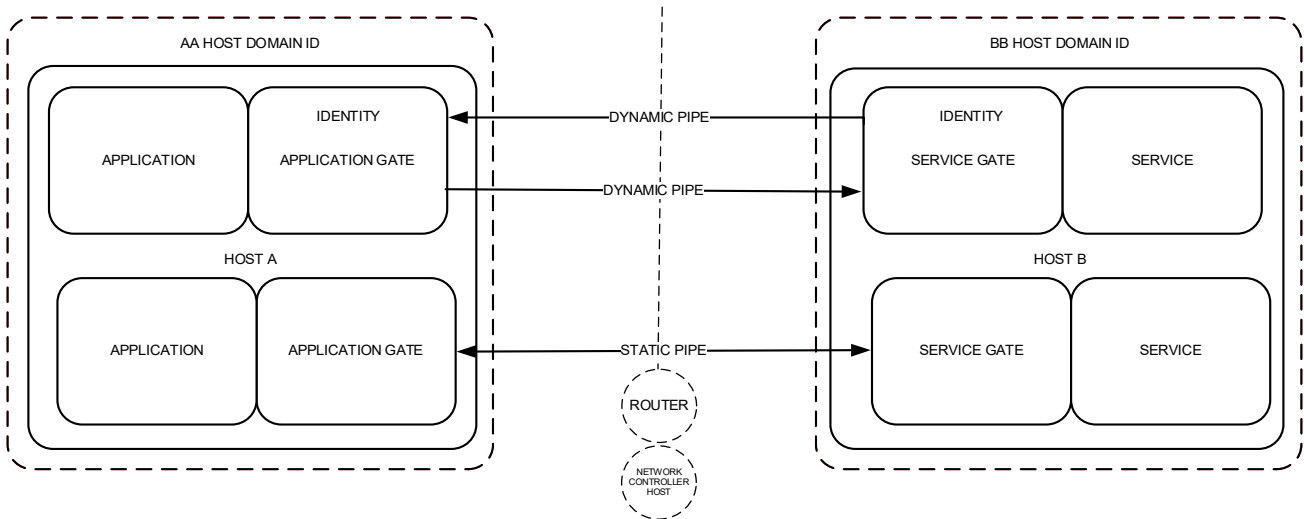 AA HOST DOMAIN ID
BB HOST DOMAIN ID
IDENTITY
DYNAMIC PIPE
IDENTITY
APPLICATION
APPLICATION GATE
SERVICE GATE
SERVICE
DYNAMIC PIPE
HOST A
HOST B
APPLICATION
APPLICATION GATE
STATIC PIPE
SERVICE GATE
SERVICE
ROUTER
NETWORK
CONTROLLER
HOST